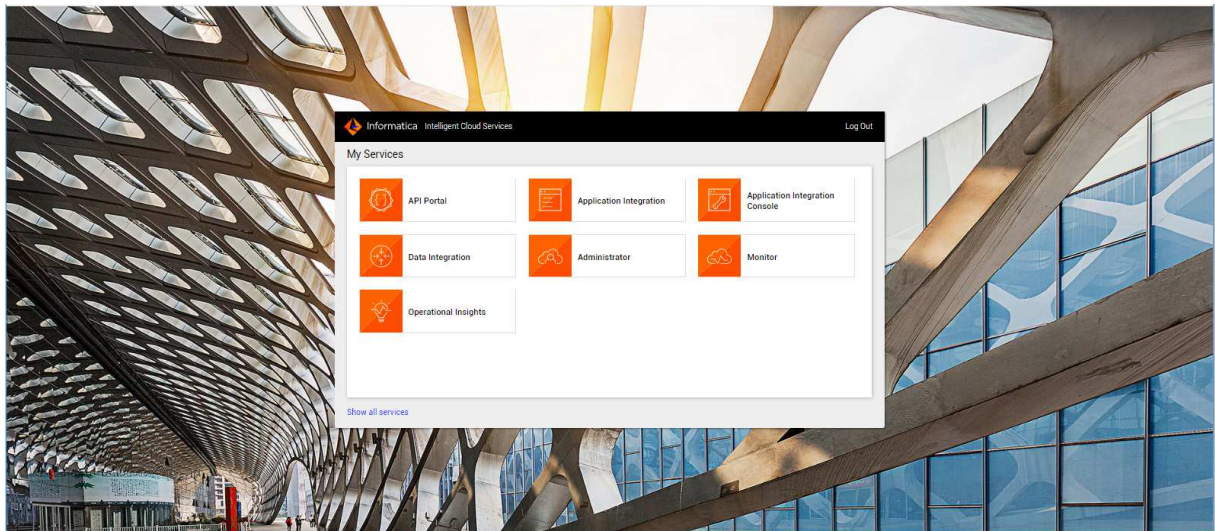 Informatica Intelligent Cloud Services Log Out
My Services
API Portal
Application Integration
Application Integration
Console
Data Integration
Administrator
Monitor
Operational Insights
Show all services